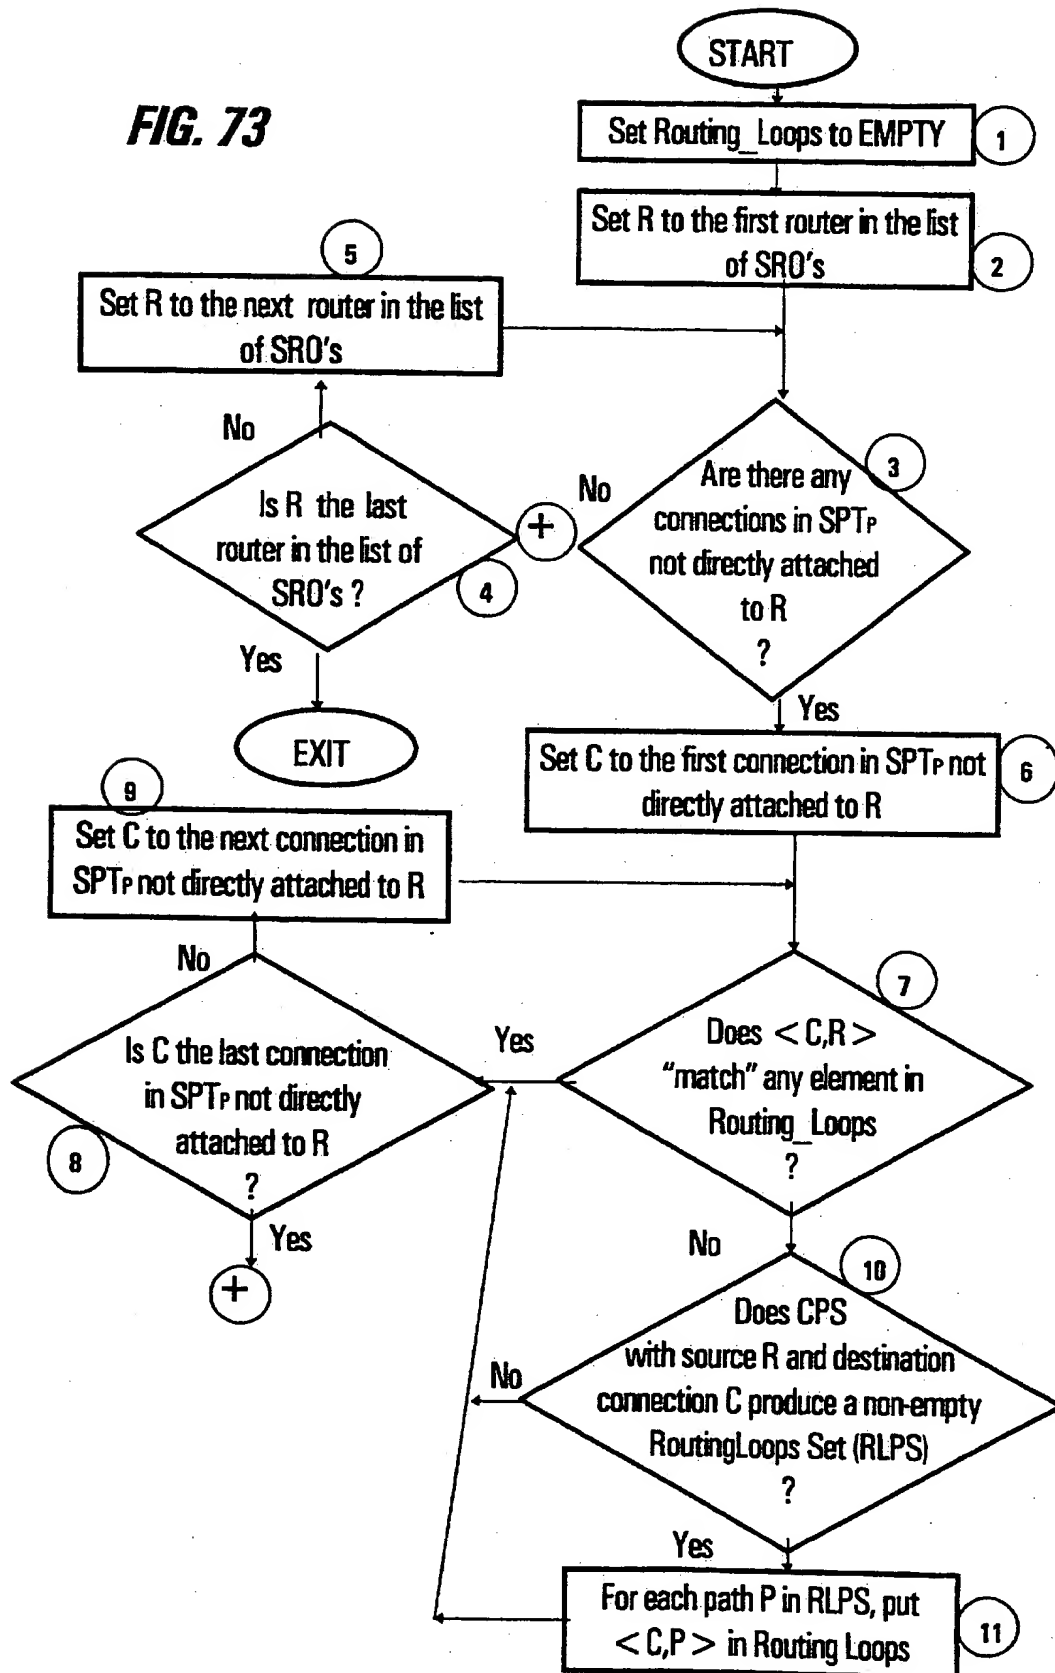 FIG. 73
START
Set Routing_Loops to EMPTY
1
Set R to the first router in the list
of SRO's
2
5
Set R to the next router in the list
of SRO's
No
Is R the last
router in the list of
SRO's ?
4
+
Yes
EXIT
No
3
Are there any
connections in SPTP
not directly attached
to R
?
Yes
Set C to the first connection in SPTP not
directly attached to R
6
9
Set C to the next connection in
SPTP not directly attached to R
No
Is C the last connection
in SPTP not directly
attached to R
?
8
Yes
+
Yes
7
Does <C,R>
"match" any element in
Routing_Loops
?
No
10
Does CPS
with source R and destination
connection C produce a non-empty
RoutingLoops Set (RLPS)
?
No
Yes
For each path P in RLPS, put
<C,P> in Routing Loops
11